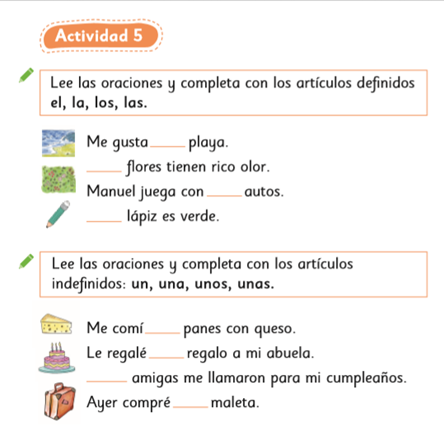 Actividad 5
Lee las oraciones y completa con los artículos definidos
el, la, los, las.
Me gusta_____ playa.
_____ flores tienen rico olor.
Manuel juega con_____ autos.
_____ lápiz es verde.
Lee las oraciones y completa con los artículos
indefinidos: un, una, unos, unas.
Me comí_____ panes con queso.
Le regalé_____ regalo a mi abuela.
_____ amigas me llamaron para mi cumpleaños.
Ayer compré_____ maleta.